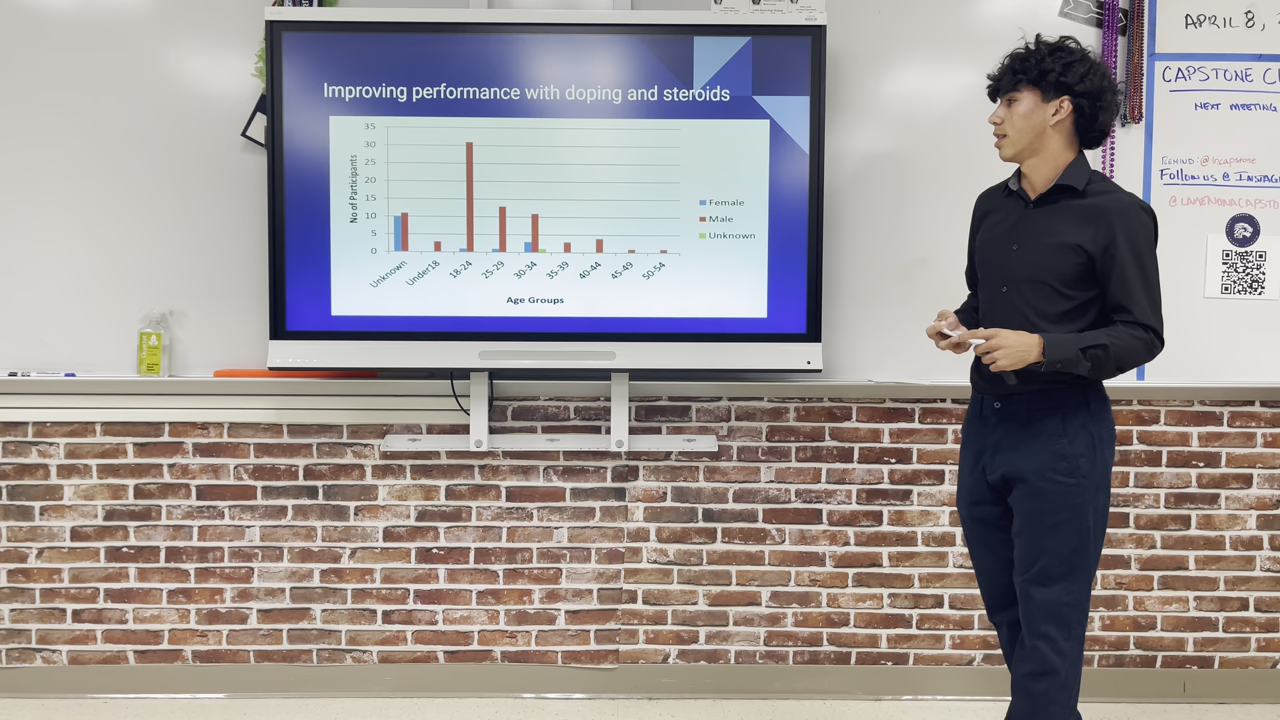 Improving performance with doping and steroids
35
30
25
20
15
10
5
0
No of Participants
Unknown
Under18
18-24
25-29
30-34
35-39
40-44
45-49
50-54
Age Groups
Female
Male
Unknown
APRIL 8,
CAPSTONE
NEXT MEETING
REMIND: @lncapstone
FOLLOW US @